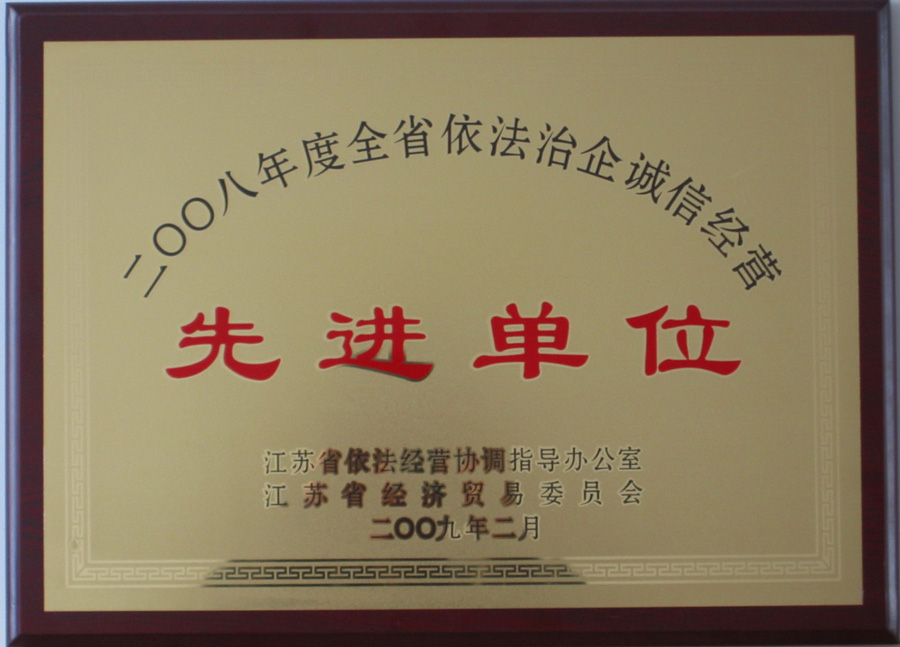 二〇〇八年度全省依法治企诚信经营
先进单位
江苏省依法经营协调指导办公室
江苏省经济贸易委员会
二〇〇九年二月